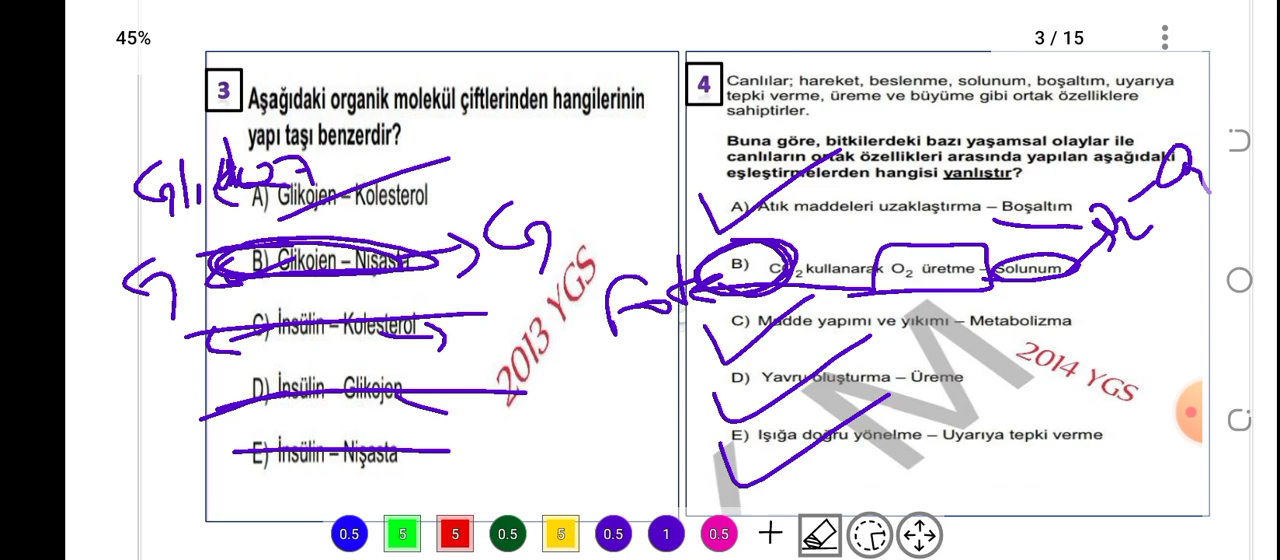 45%
3 / 15
3
Aşağıdaki organik molekül çiftlerinden hangilerinin
yapı taşı benzerdir?
A) Glikojen – Kolesterol
B) Glikojen – Nişasta
C) İnsülin – Kolesterol
D) İnsülin – Glikojen
E) İnsülin – Nişasta
2013 YGS
G
G
4
Canlılar; hareket, beslenme, solunum, boşaltım, uyarıya
tepki verme, üreme ve büyüme gibi ortak özelliklere
sahiptirler.
Buna göre, bitkilerdeki bazı yaşamsal olaylar ile
canlıların ortak özellikleri arasında yapılan aşağıdaki
eşleştirmelerden hangisi yanlıştır?
A) Atık maddeleri uzaklaştırma – Boşaltım
B) CO₂ kullanarak O₂ üretme – Solunum
C) Madde yapımı ve yıkımı – Metabolizma
D) Yavru oluşturma – Üreme
E) Işığa doğru yönelme – Uyarıya tepki verme
2014 YGS
0.5 5 5 0.5 5 0.5 1 0.5